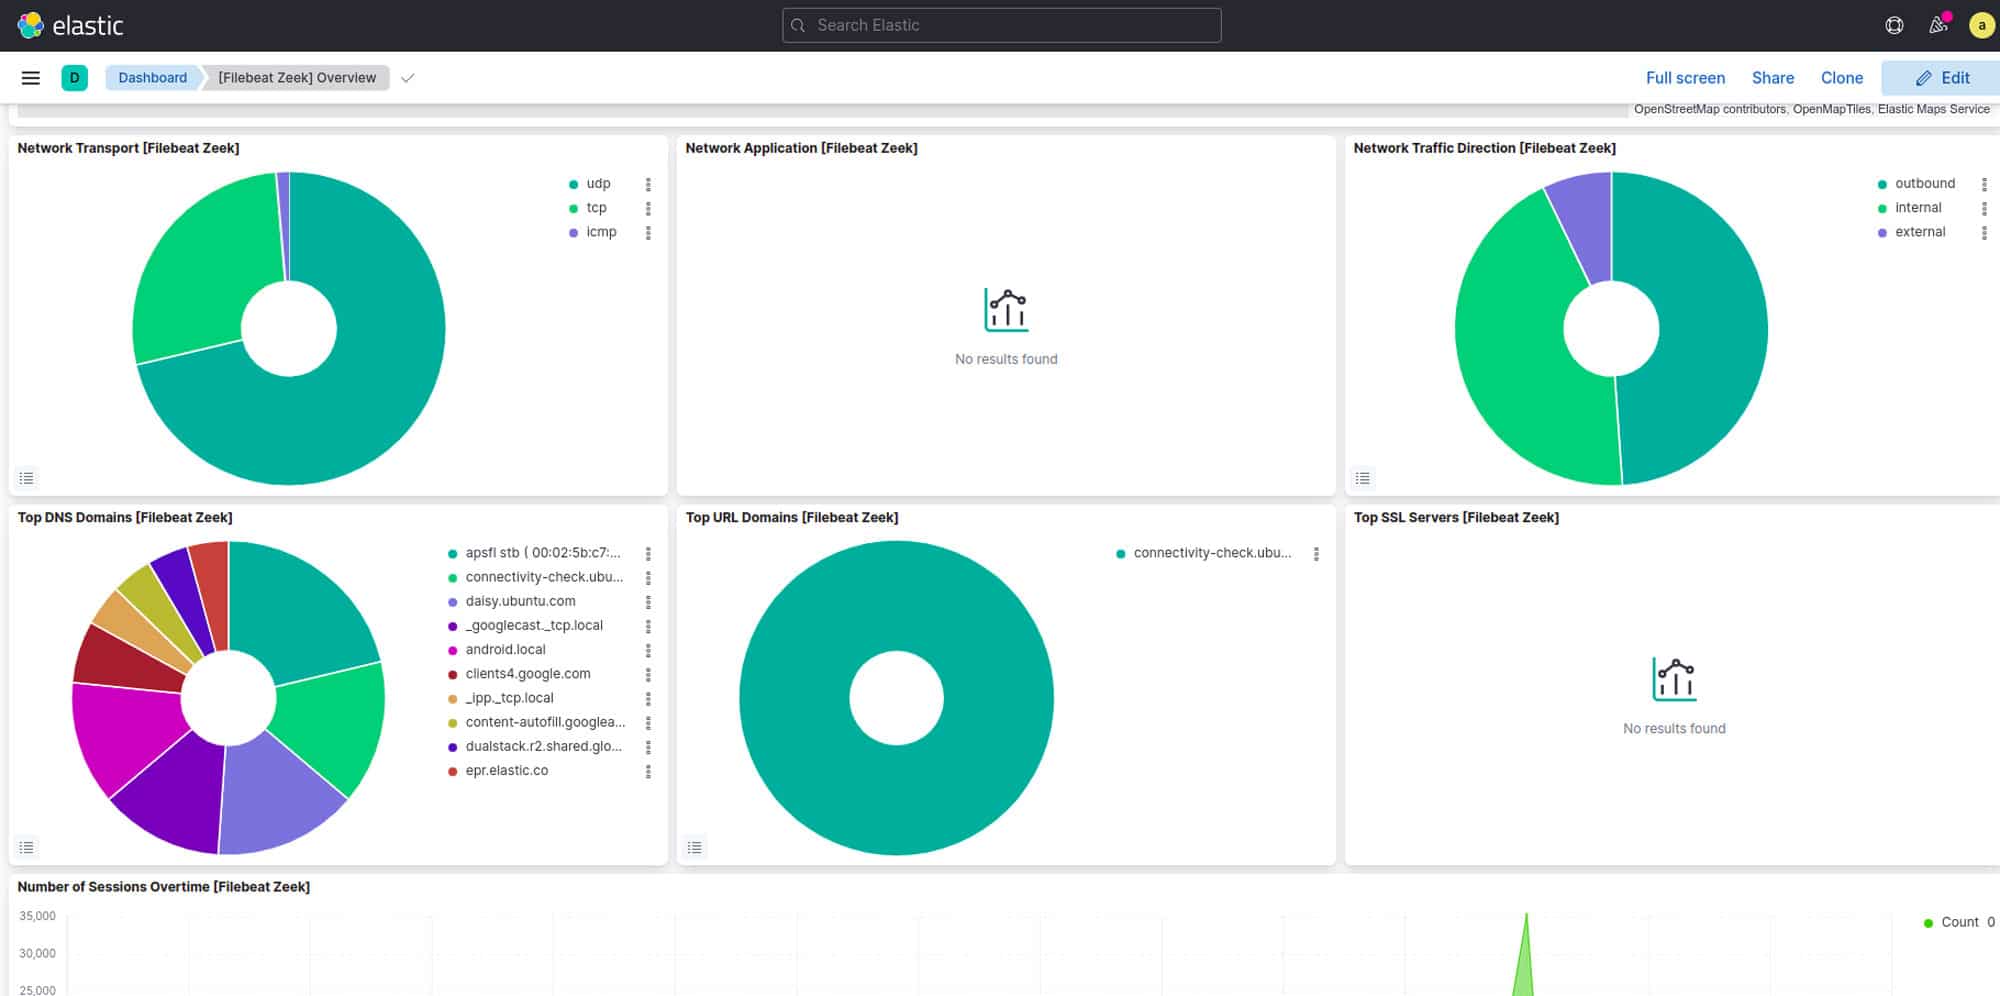 elastic
Search Elastic
a
D
Dashboard
[Filebeat Zeek] Overview
Full screen
Share
Clone
Edit
OpenStreetMap contributors, OpenMapTiles, Elastic Maps Service
Network Transport [Filebeat Zeek]
udp
tcp
icmp
Network Application [Filebeat Zeek]
No results found
Network Traffic Direction [Filebeat Zeek]
outbound
internal
external
Top DNS Domains [Filebeat Zeek]
apsfl stb ( 00:02:5b:c7:...
connectivity-check.ubu...
daisy.ubuntu.com
_googlecast._tcp.local
android.local
clients4.google.com
_ipp._tcp.local
content-autofill.googlea...
dualstack.r2.shared.glo...
epr.elastic.co
Top URL Domains [Filebeat Zeek]
connectivity-check.ubu...
Top SSL Servers [Filebeat Zeek]
No results found
Number of Sessions Overtime [Filebeat Zeek]
35,000
30,000
25,000
Count 0